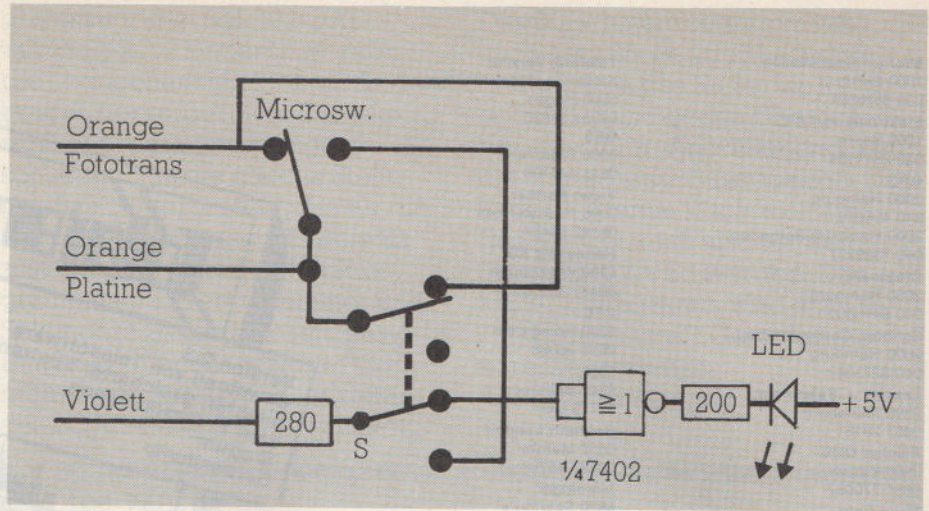 Microsw.
Orange
Fototrans
Orange
Platine
LED
Violett
280
S
≧ 1
200
+5V
¼7402